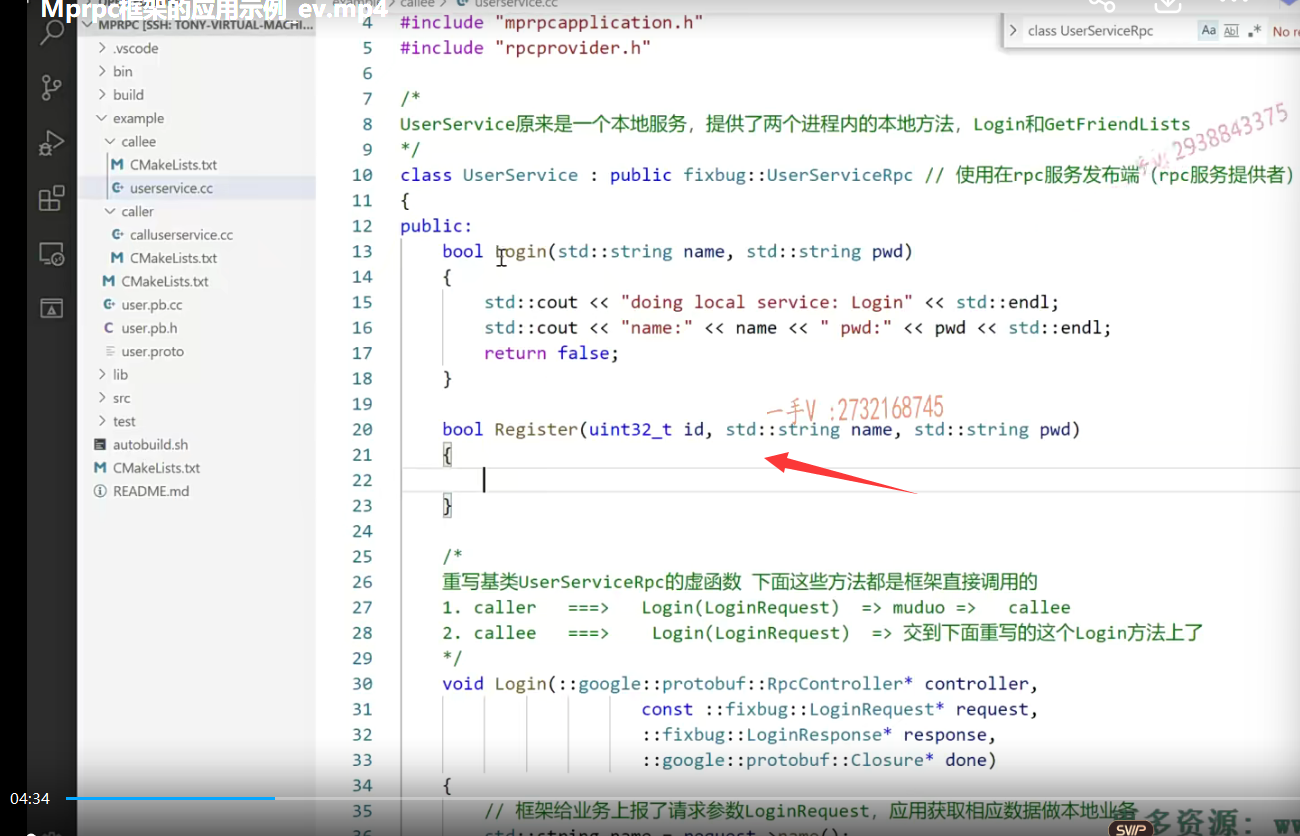 Mprpc框架的应用示例_ev.mp4
callee
userservice.cc
MPRPC [SSH: TONY-VIRTUAL-MACHI...
.vscode
bin
build
example
callee
CMakeLists.txt
userservice.cc
caller
calluserservice.cc
CMakeLists.txt
CMakeLists.txt
user.pb.cc
user.pb.h
user.proto
lib
src
test
autobuild.sh
CMakeLists.txt
README.md
class UserServiceRpc
Aa
Abl
.*
No re
4 #include "mprpcapplication.h"
5 #include "rpcprovider.h"
6
7 /*
8 UserService原来是一个本地服务，提供了两个进程内的本地方法，Login和GetFriendLists
9 */
10 class UserService : public fixbug::UserServiceRpc // 使用在rpc服务发布端（rpc服务提供者）
11 {
12 public:
13 bool Login(std::string name, std::string pwd)
14 {
15 std::cout << "doing local service: Login" << std::endl;
16 std::cout << "name:" << name << " pwd:" << pwd << std::endl;
17 return false;
18 }
19
20 bool Register(uint32_t id, std::string name, std::string pwd)
21 {
22
23 }
24
25 /*
26 重写基类UserServiceRpc的虚函数 下面这些方法都是框架直接调用的
27 1. caller ===> Login(LoginRequest) => muduo => callee
28 2. callee ===> Login(LoginRequest) => 交到下面重写的这个Login方法上了
29 */
30 void Login(::google::protobuf::RpcController* controller,
31 const ::fixbug::LoginRequest* request,
32 ::fixbug::LoginResponse* response,
33 ::google::protobuf::Closure* done)
34 {
35 // 框架给业务上报了请求参数LoginRequest，应用获取相应数据做本地业务
36 std::string name = request->name();
2938843375
一手V :2732168745
04:34
SVIP
多资源：